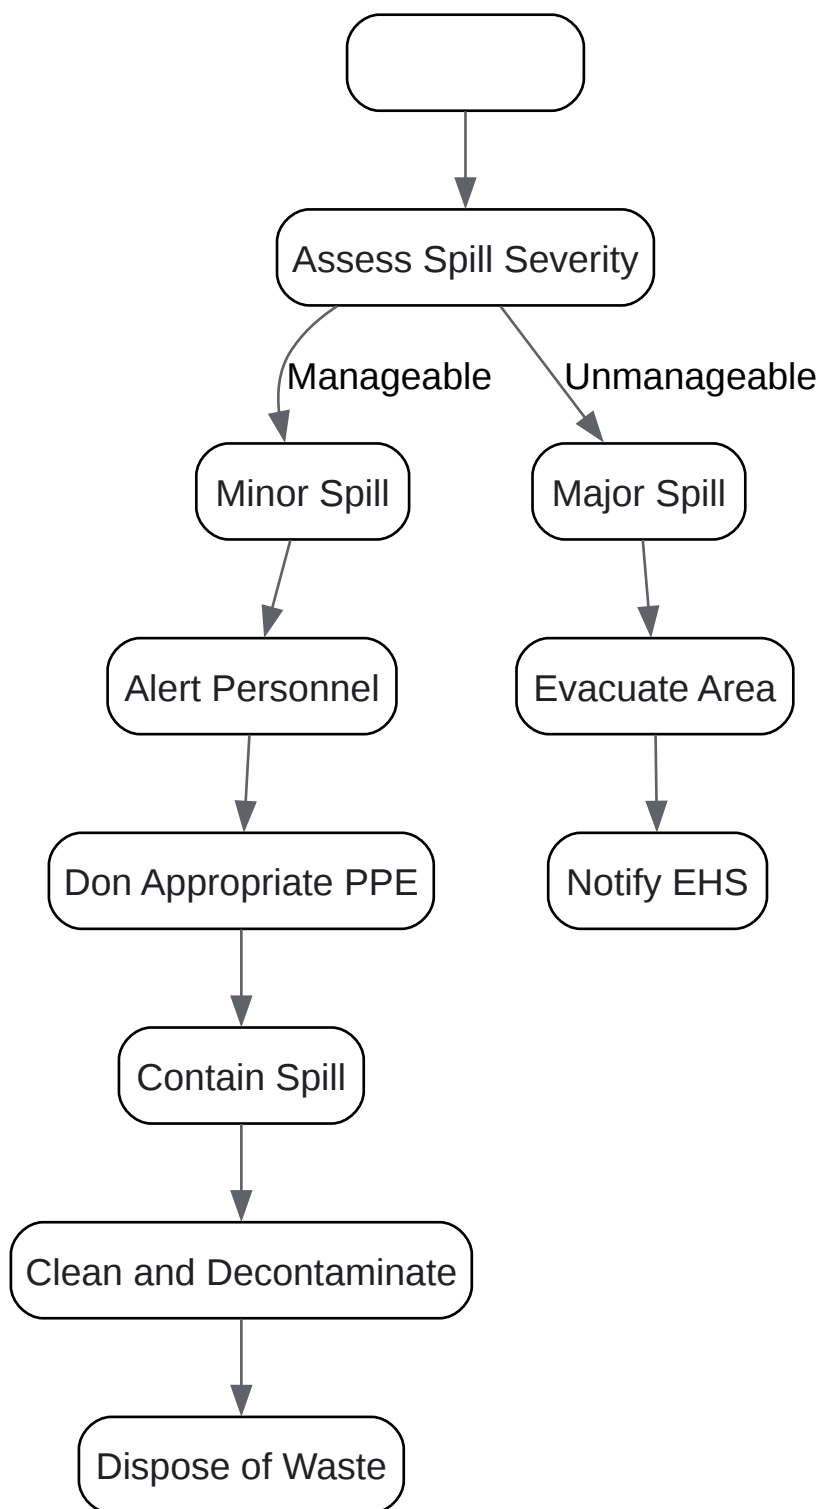 Assess Spill Severity
Manageable
Unmanageable
Minor Spill
Major Spill
Alert Personnel
Evacuate Area
Don Appropriate PPE
Notify EHS
Contain Spill
Clean and Decontaminate
Dispose of Waste